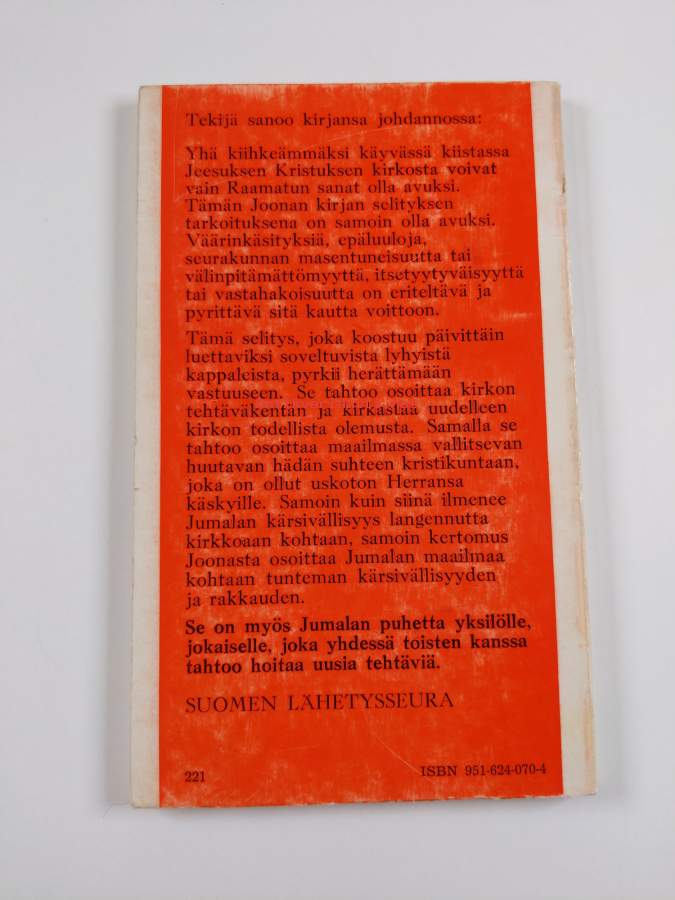 Tekijä sanoo kirjansa johdannossa:
Yhä kiihkeämmäksi käyvässä kiistassa
Jeesuksen Kristuksen kirkosta voivat
vain Raamatun sanat olla avuksi.
Tämän Joonan kirjan selityksen
tarkoituksena on samoin olla avuksi.
Väärinkäsityksiä, epäluuloja,
seurakunnan masentuneisuutta tai
välinpitämättömyyttä, itsetyytyväisyyttä
tai vastahakoisuutta on eriteltävä ja
pyrittävä sitä kautta voittoon.
Tämä selitys, joka koostuu päivittäin
luettaviksi soveltuvista lyhyistä
kappaleista, pyrkii herättämään
vastuuseen. Se tahtoo osoittaa kirkon
tehtäväkentän ja kirkastaa uudelleen
kirkon todellista olemusta. Samalla se
tahtoo osoittaa maailmassa vallitsevan
huutavan hädän suhteen kristikuntaan,
joka on ollut uskoton Herransa
käskyille. Samoin kuin siinä ilmenee
Jumalan kärsivällisyys langennutta
kirkkoaan kohtaan, samoin kertomus
Joonasta osoittaa Jumalan maailmaa
kohtaan tunteman kärsivällisyyden
ja rakkauden.
Se on myös Jumalan puhetta yksilölle,
jokaiselle, joka yhdessä toisten kanssa
tahtoo hoitaa uusia tehtäviä.
SUOMEN LÄHETYSSEURA
221
ISBN 951-624-070-4